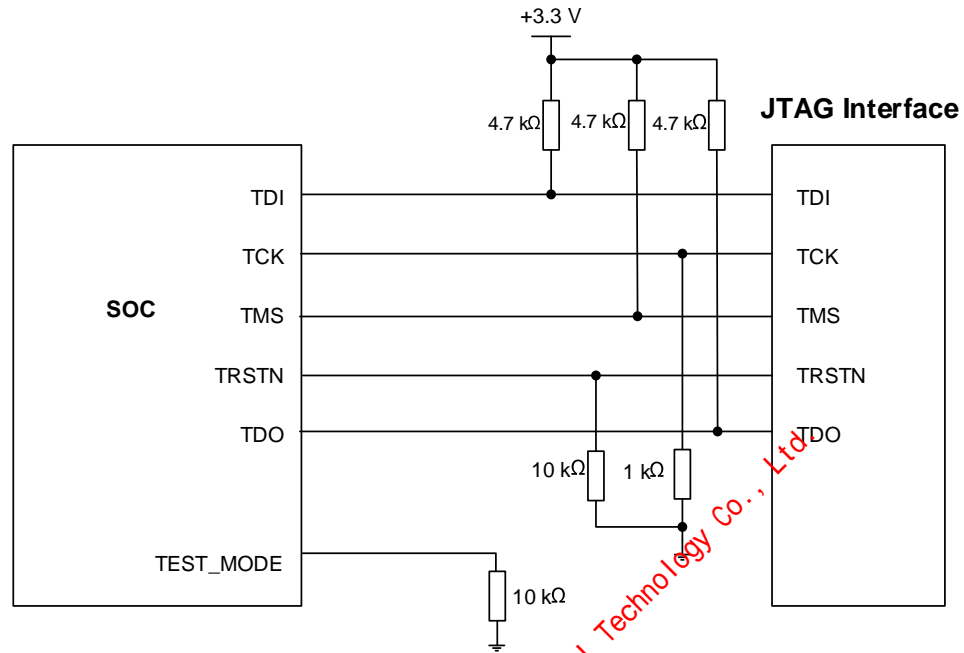 +3.3 V
JTAG Interface
4.7 kΩ 4.7 kΩ 4.7 kΩ
TDI TDI
TCK TCK
SOC
TMS TMS
TRSTN TRSTN
TDO TDO
10 kΩ 1 kΩ
TEST_MODE
10 kΩ
Technology Co., Ltd.